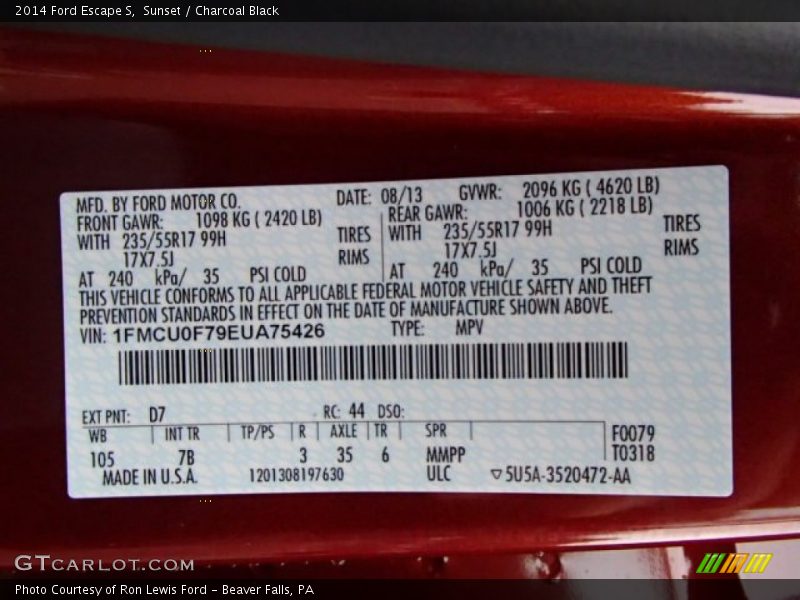 2014 Ford Escape S, Sunset / Charcoal Black
MFD. BY FORD MOTOR CO. DATE: 08/13 GVWR: 2096 KG ( 4620 LB)
FRONT GAWR: 1098 KG ( 2420 LB) REAR GAWR: 1006 KG ( 2218 LB)
WITH 235/55R17 99H TIRES WITH 235/55R17 99H TIRES
17X7.5J RIMS 17X7.5J RIMS
AT 240 kPa/ 35 PSI COLD AT 240 kPa/ 35 PSI COLD
THIS VEHICLE CONFORMS TO ALL APPLICABLE FEDERAL MOTOR VEHICLE SAFETY AND THEFT
PREVENTION STANDARDS IN EFFECT ON THE DATE OF MANUFACTURE SHOWN ABOVE.
VIN: 1FMCU0F79EUA75426 TYPE: MPV
EXT PNT: D7 RC: 44 DSO:
WB INT TR TP/PS R AXLE TR SPR F0079
105 7B 3 35 6 MMPP T0318
MADE IN U.S.A. 1201308197630 ULC ▽5U5A-3520472-AA
GTCARLOT.COM
Photo Courtesy of Ron Lewis Ford - Beaver Falls, PA